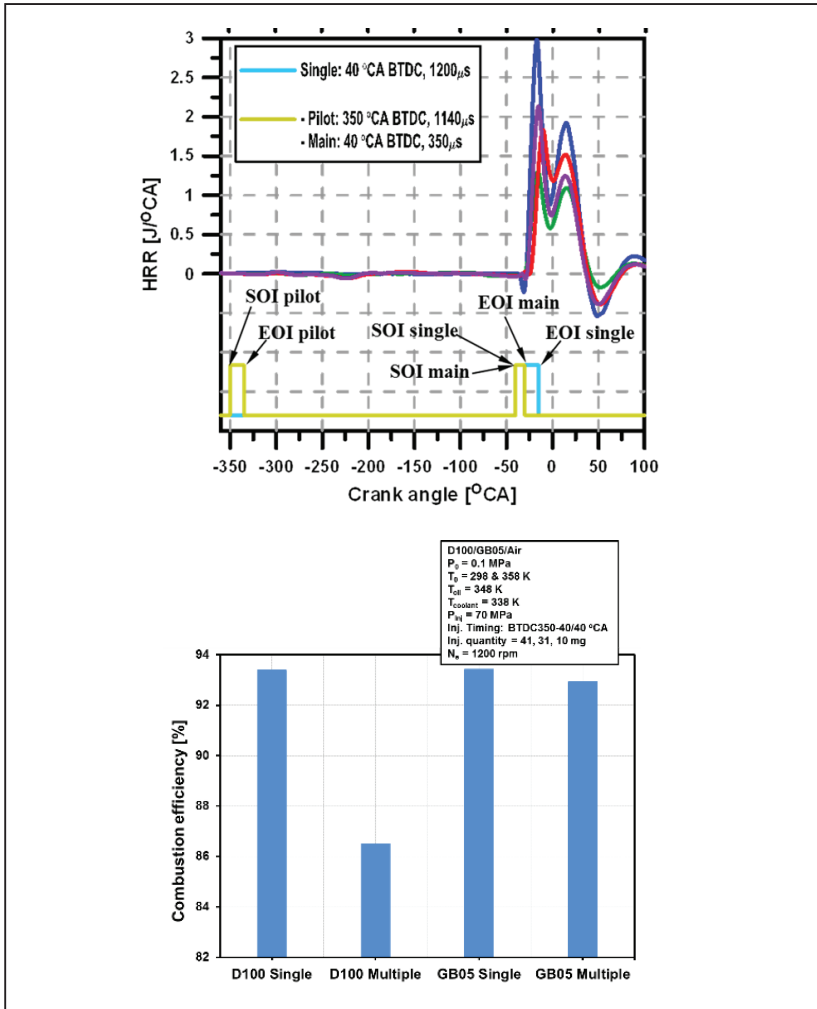 3
2.5
2
1.5
1
0.5
0
HRR [J/°CA]
Single: 40 °CA BTDC, 1200µs
- Pilot: 350 °CA BTDC, 1140µs
- Main: 40 °CA BTDC, 350µs
SOI pilot
EOI pilot
SOI single
SOI main
EOI main
EOI single
-350 -300 -250 -200 -150 -100 -50 0 50 100
Crank angle [°CA]
D100/GB05/Air
P₀ = 0.1 MPa
T₀ = 298 & 358 K
Toil = 348 K
Tcoolant = 338 K
Pinj = 70 MPa
Inj. Timing: BTDC350-40/40 °CA
Inj. quantity = 41, 31, 10 mg
Nₑ = 1200 rpm
94
92
90
88
86
84
82
Combustion efficiency [%]
D100 Single D100 Multiple GB05 Single GB05 Multiple